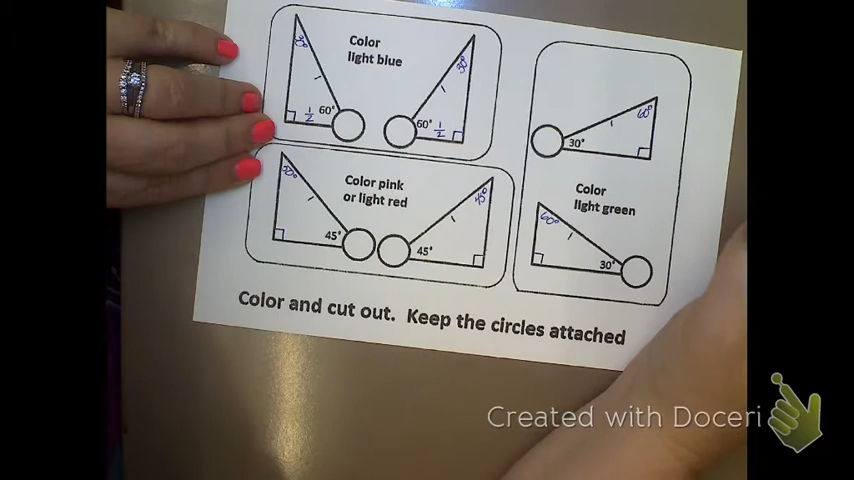 Color
light blue
30°
60°
1/2
30°
60°
1/2
Color pink
or light red
45°
45°
45°
60°
30°
Color
light green
60°
30°
Color and cut out. Keep the circles attached
Created with Doceri